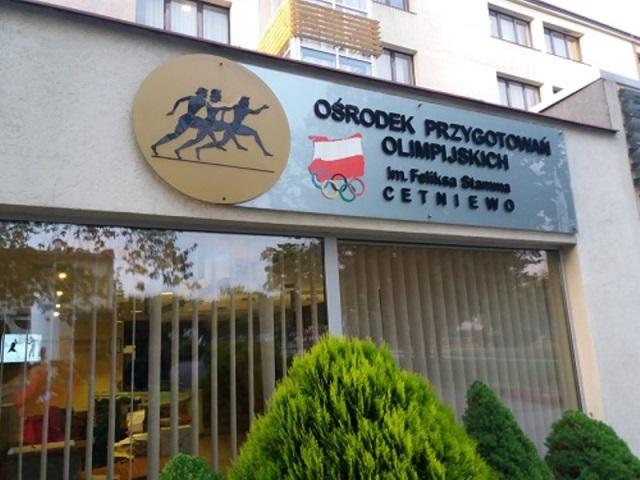 OŚRODEK PRZYGOTOWAŃ
OLIMPIJSKICH
im. Feliksa Stamma
CETNIEWO